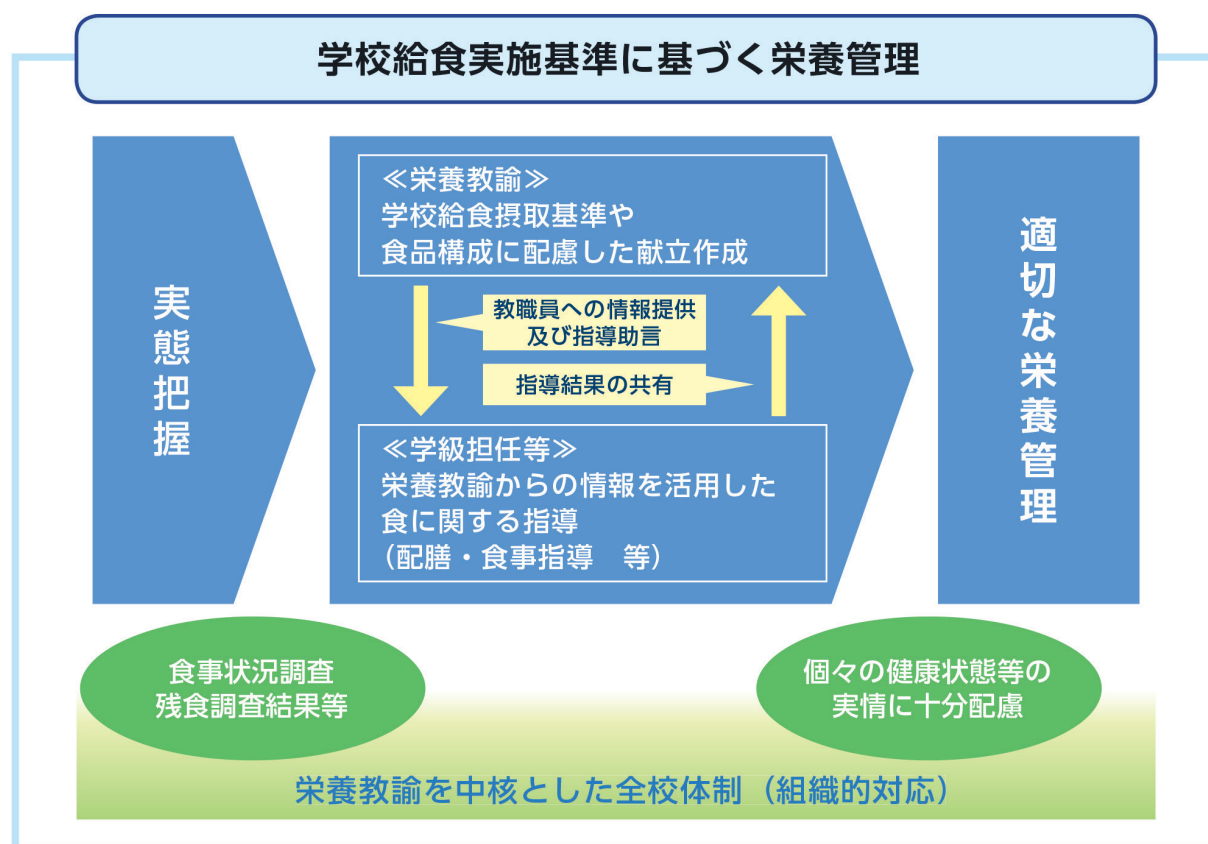 学校給食実施基準に基づく栄養管理
実態把握
≪栄養教諭≫
学校給食摂取基準や
食品構成に配慮した献立作成
教職員への情報提供
及び指導助言
指導結果の共有
≪学級担任等≫
栄養教諭からの情報を活用した
食に関する指導
（配膳・食事指導　等）
適切な栄養管理
食事状況調査
残食調査結果等
個々の健康状態等の
実情に十分配慮
栄養教諭を中核とした全校体制（組織的対応）